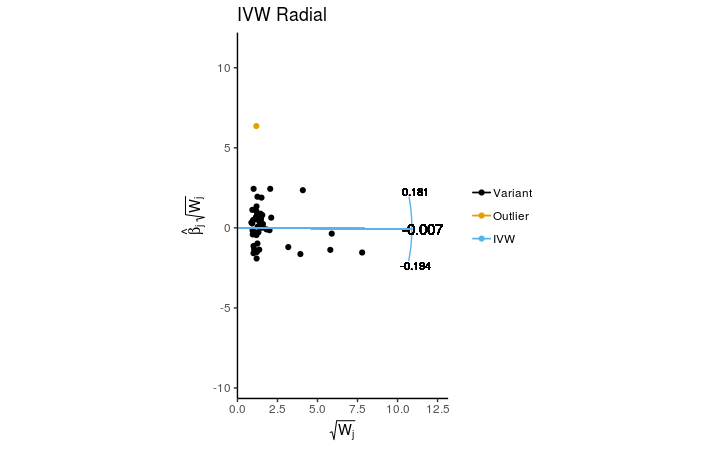 IVW Radial
10
5
0
-5
-10
β̂j√Wj
0.181
-0.007
-0.194
Variant
Outlier
IVW
0.0 2.5 5.0 7.5 10.0 12.5
√Wj